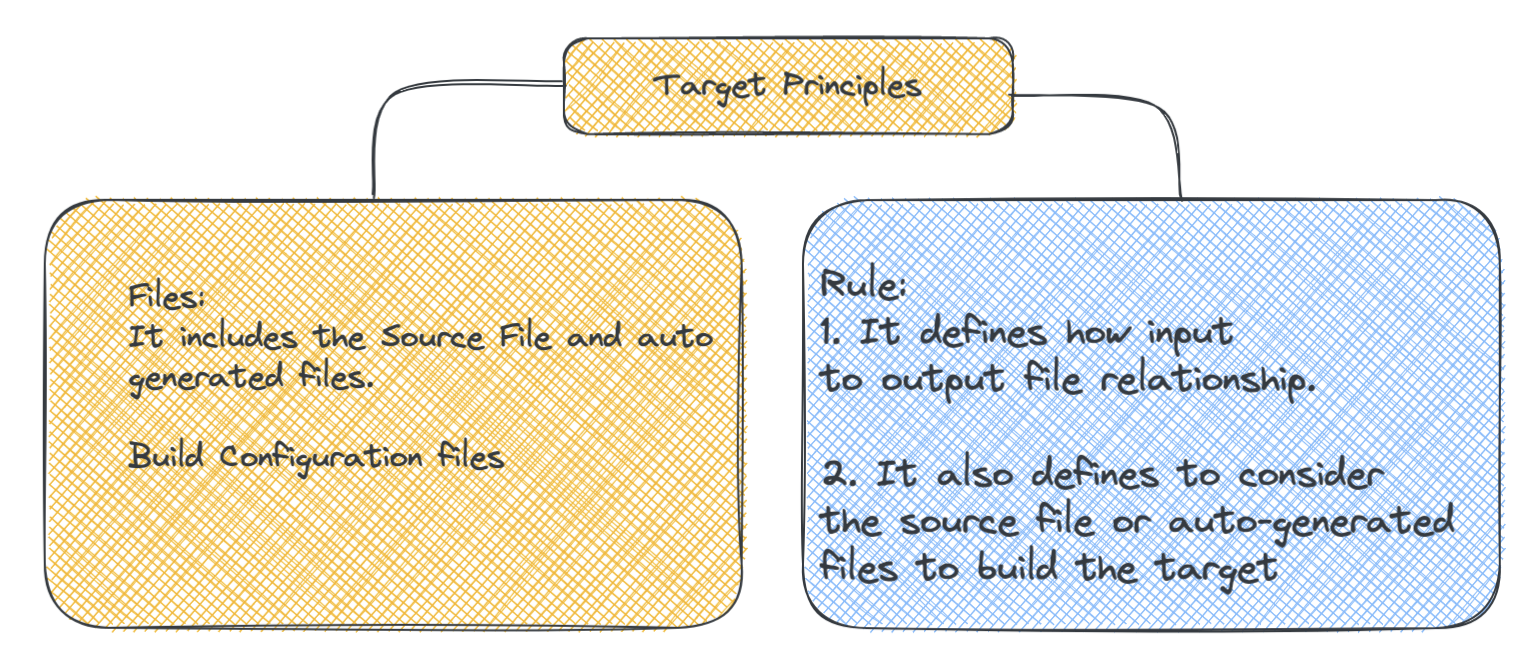 Target Principles
Files:
It includes the Source File and auto
generated files.
Build Configuration files
Rule:
1. It defines how input
to output file relationship.
2. It also defines to consider
the source file or auto-generated
files to build the target